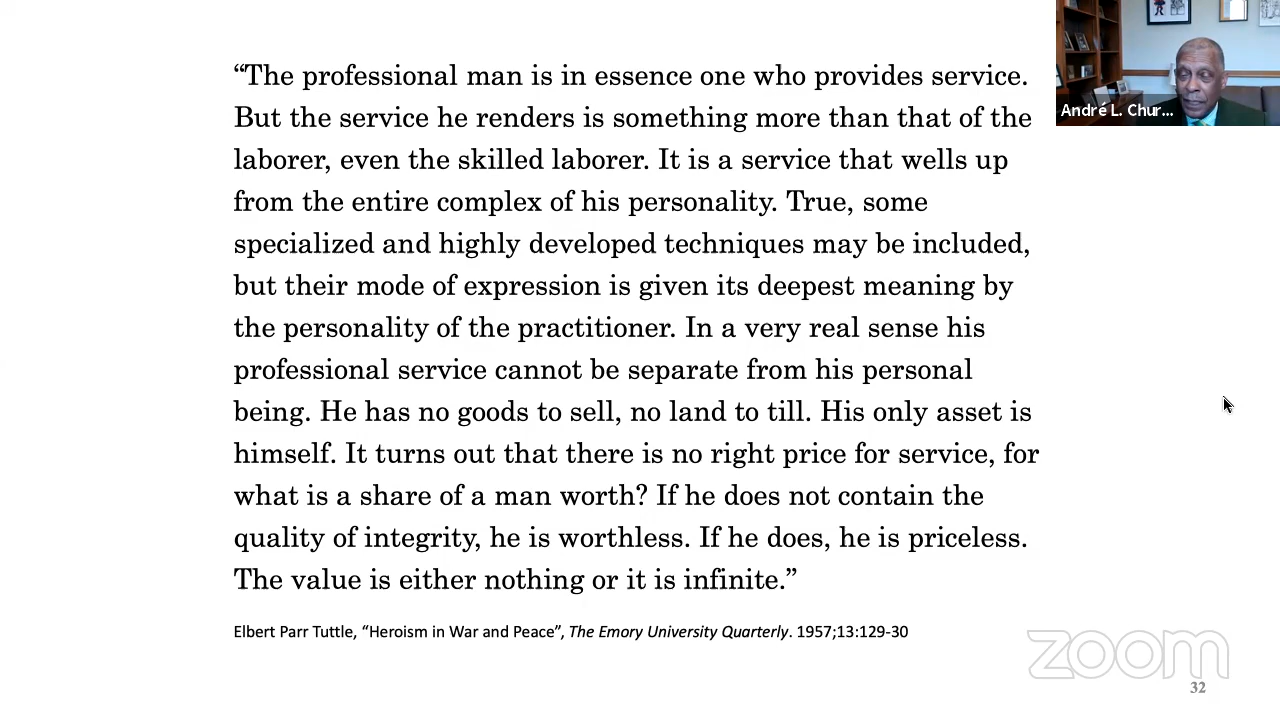 “The professional man is in essence one who provides service.
But the service he renders is something more than that of the
laborer, even the skilled laborer. It is a service that wells up
from the entire complex of his personality. True, some
specialized and highly developed techniques may be included,
but their mode of expression is given its deepest meaning by
the personality of the practitioner. In a very real sense his
professional service cannot be separate from his personal
being. He has no goods to sell, no land to till. His only asset is
himself. It turns out that there is no right price for service, for
what is a share of a man worth? If he does not contain the
quality of integrity, he is worthless. If he does, he is priceless.
The value is either nothing or it is infinite.”
Elbert Parr Tuttle, “Heroism in War and Peace”, The Emory University Quarterly. 1957;13:129-30
André L. Chur...
zoom
32